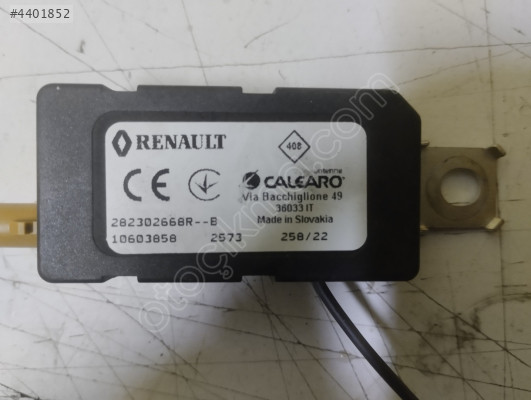 #4401852
RENAULT
408
CE
antenna
CALEARO
Via Bacchiglione 49
36033 IT
Made in Slovakia
282302668R--B
10603858 2573 258/22